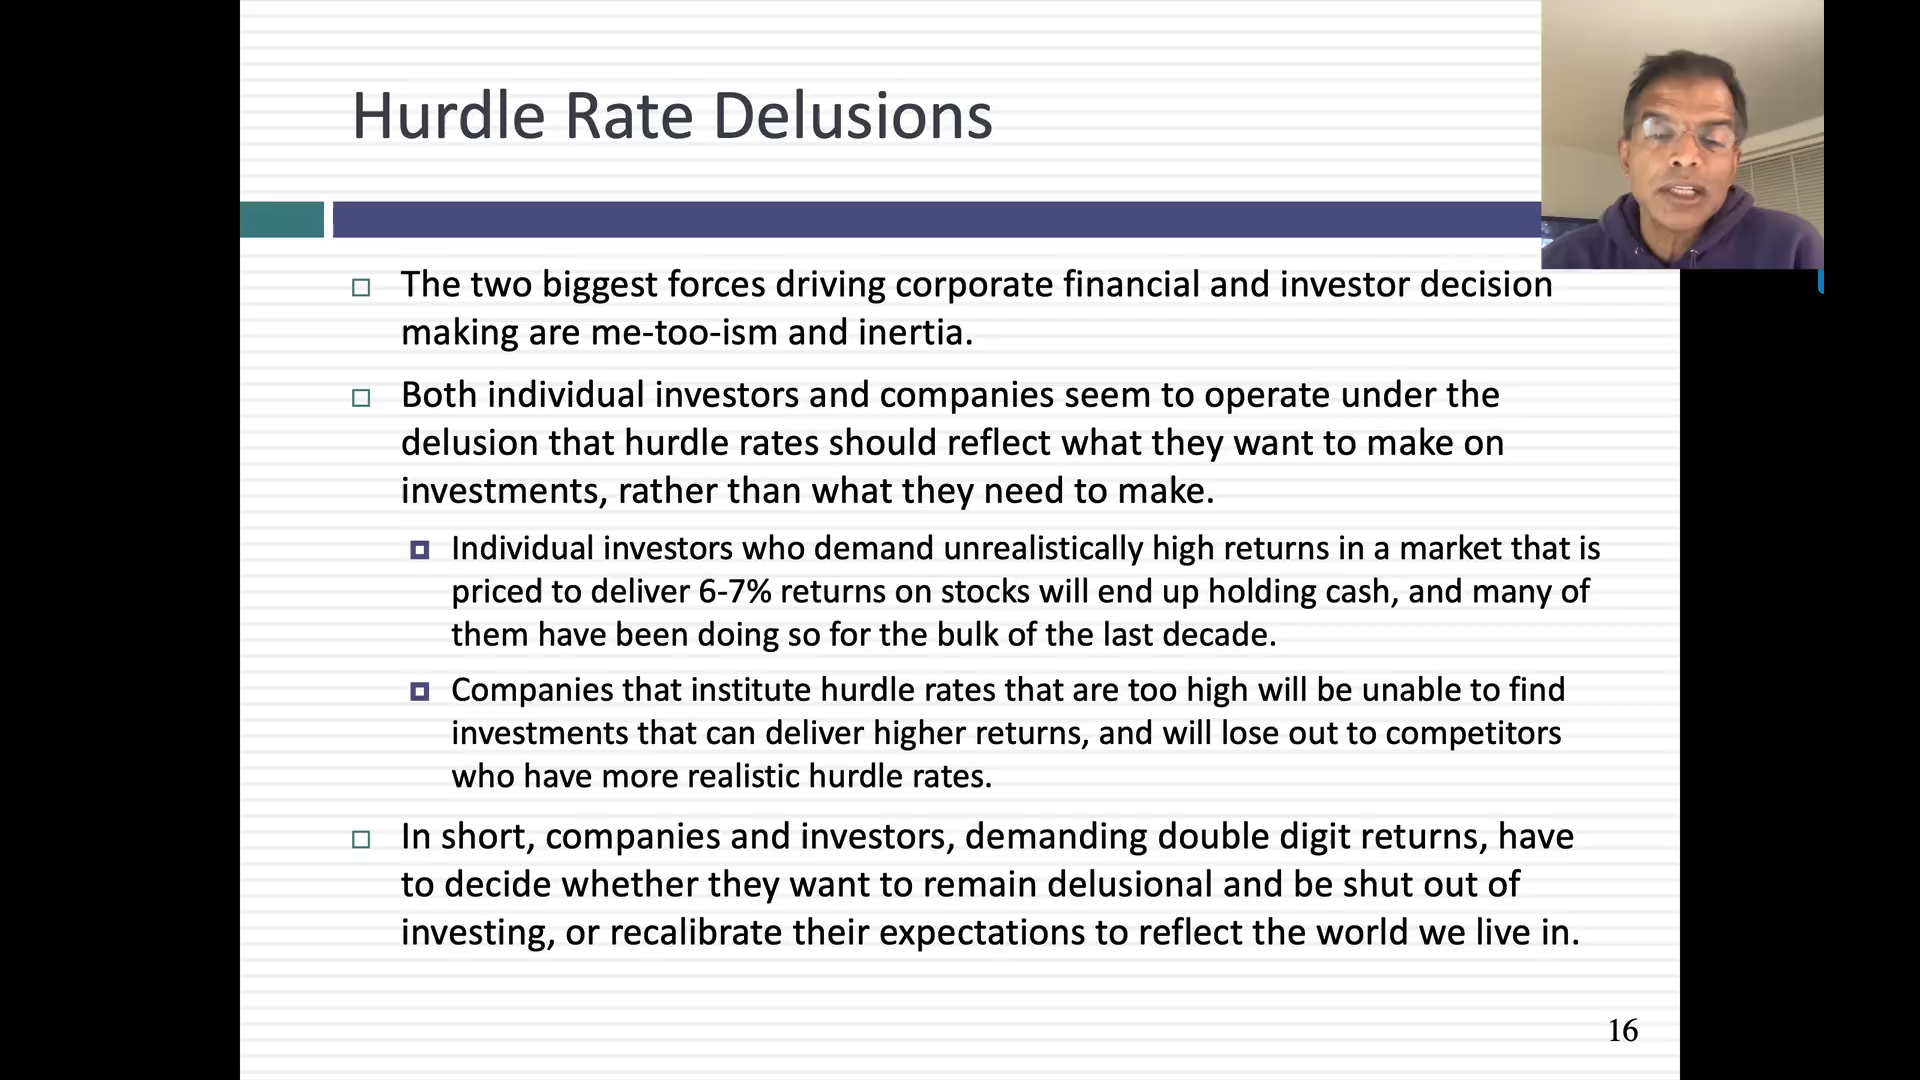 Hurdle Rate Delusions
The two biggest forces driving corporate financial and investor decision
making are me-too-ism and inertia.
Both individual investors and companies seem to operate under the
delusion that hurdle rates should reflect what they want to make on
investments, rather than what they need to make.
Individual investors who demand unrealistically high returns in a market that is
priced to deliver 6-7% returns on stocks will end up holding cash, and many of
them have been doing so for the bulk of the last decade.
Companies that institute hurdle rates that are too high will be unable to find
investments that can deliver higher returns, and will lose out to competitors
who have more realistic hurdle rates.
In short, companies and investors, demanding double digit returns, have
to decide whether they want to remain delusional and be shut out of
investing, or recalibrate their expectations to reflect the world we live in.
16